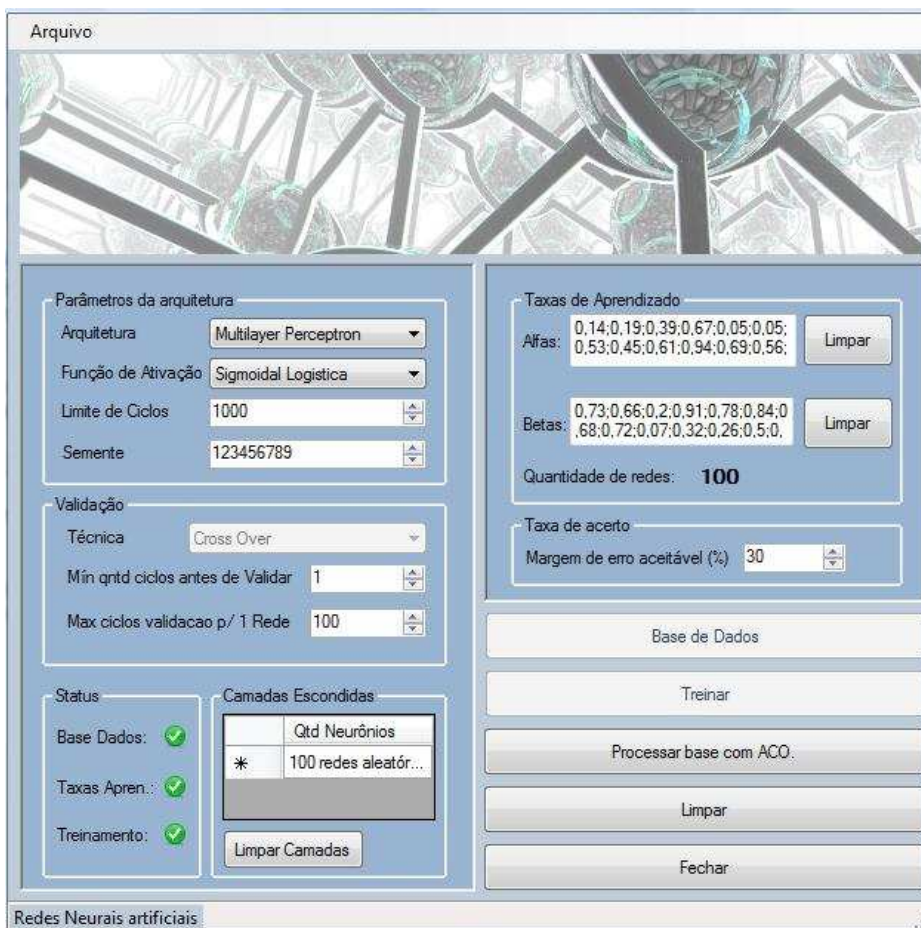 Arquivo
Parâmetros da arquitetura
Arquitetura
Multilayer Perceptron
Função de Ativação
Sigmoidal Logistica
Limite de Ciclos
1000
Semente
123456789
Validação
Técnica
Cross Over
Mín qntd ciclos antes de Validar
1
Max ciclos validacao p/ 1 Rede
100
Status
Base Dados:
Taxas Apren.:
Treinamento:
Camadas Escondidas
Qtd Neurônios
100 redes aleatór...
Limpar Camadas
Taxas de Aprendizado
Alfas:
0,14;0,19;0,39;0,67;0,05;0,05;
0,53;0,45;0,61;0,94;0,69;0,56;
Limpar
Betas:
0,73;0,66;0,2;0,91;0,78;0,84;0
,68;0,72;0,07;0,32;0,26;0,5;0,
Limpar
Quantidade de redes: 100
Taxa de acerto
Margem de erro aceitável (%)
30
Base de Dados
Treinar
Processar base com ACO.
Limpar
Fechar
Redes Neurais artificiais